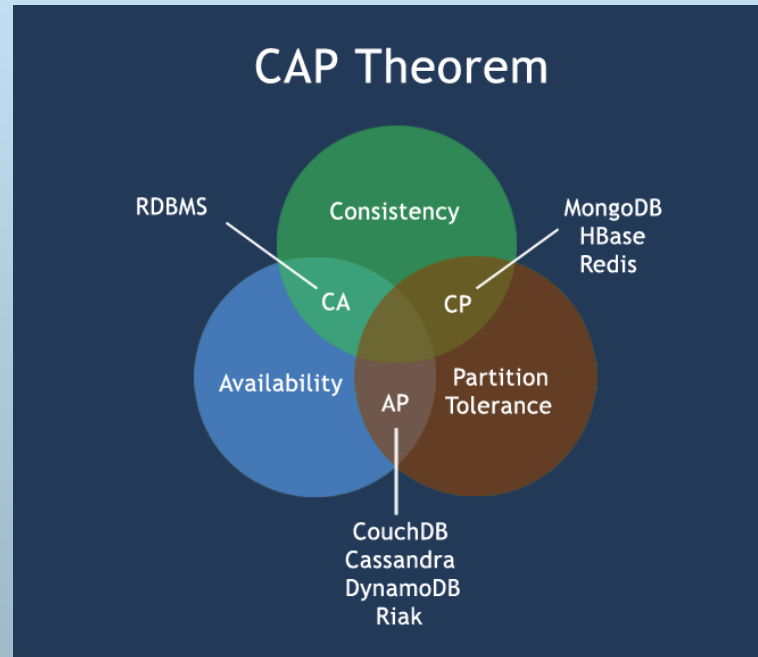 CAP Theorem
RDBMS
Consistency
MongoDB
HBase
Redis
CA
CP
Availability
Partition
Tolerance
AP
CouchDB
Cassandra
DynamoDB
Riak